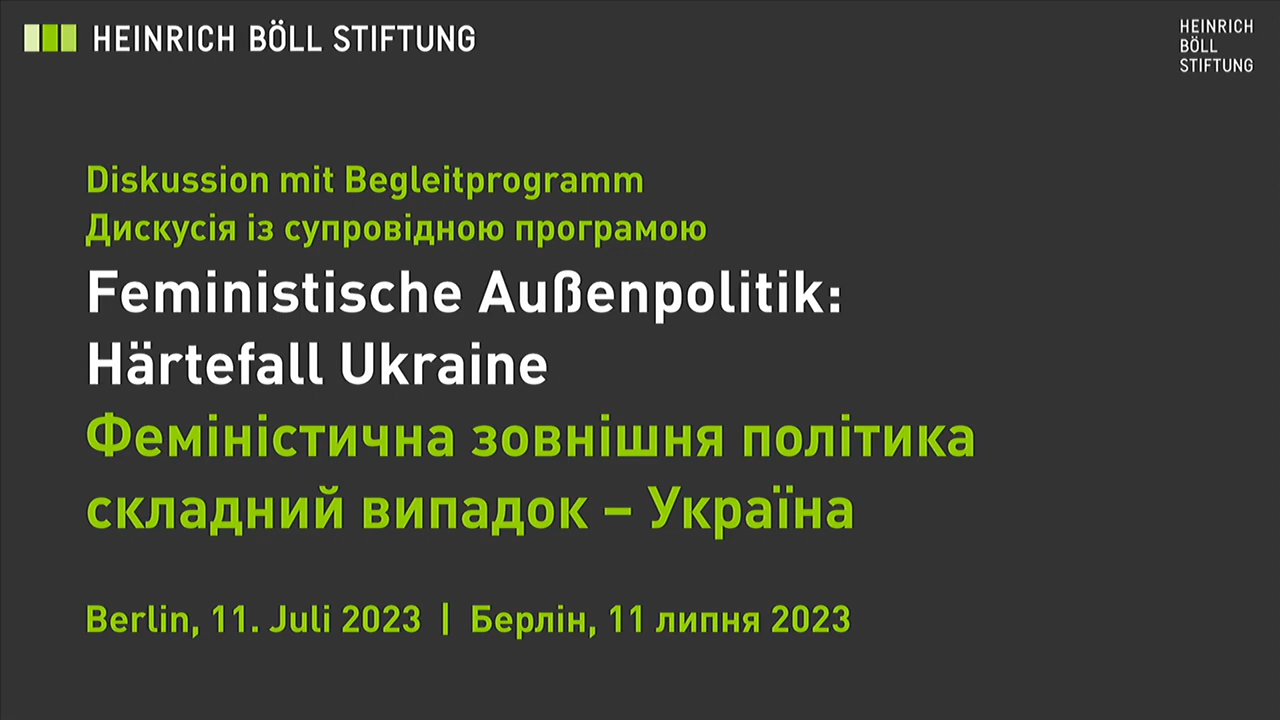 HEINRICH BÖLL STIFTUNG
HEINRICH
BÖLL
STIFTUNG
Diskussion mit Begleitprogramm
Дискусія із супровідною програмою
Feministische Außenpolitik:
Härtefall Ukraine
Феміністична зовнішня політика
складний випадок – Україна
Berlin, 11. Juli 2023 | Берлін, 11 липня 2023